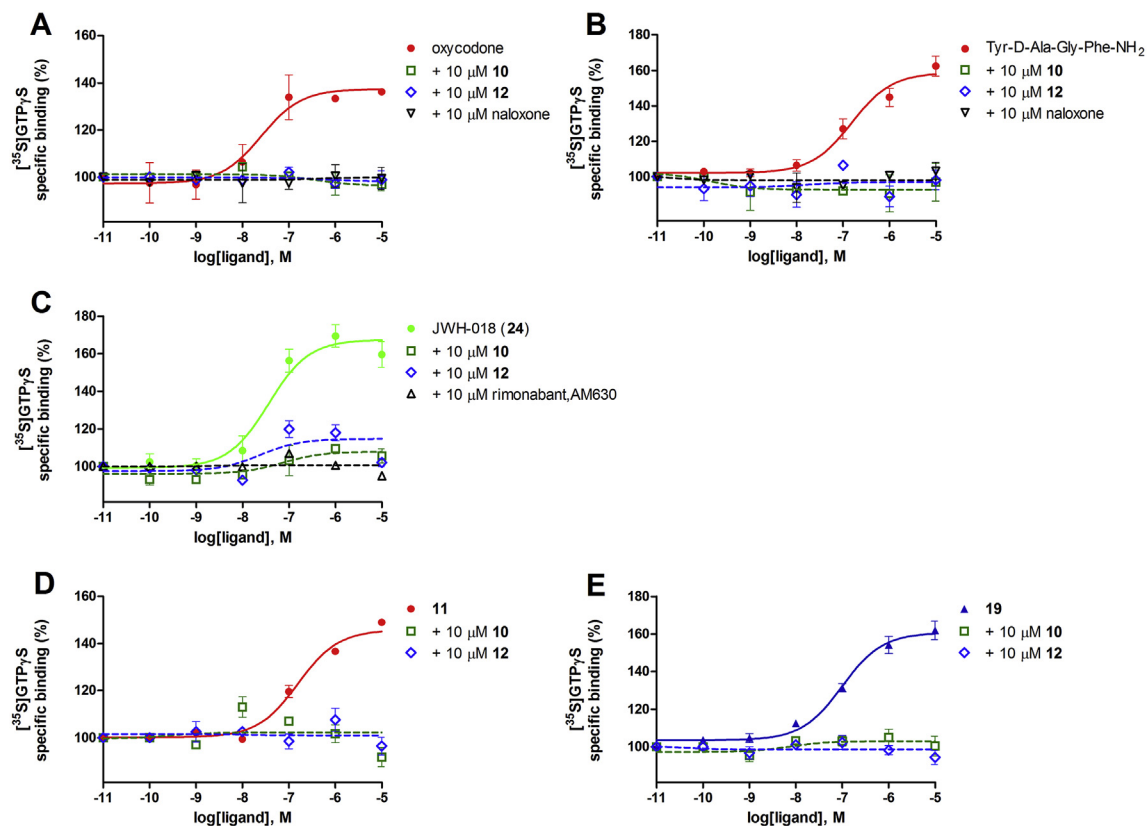 A
[³⁵S]GTPγS
specific binding (%)
160
140
120
100
80
60
-11 -10 -9 -8 -7 -6 -5
log[ligand], M
oxycodone
+ 10 μM 10
+ 10 μM 12
+ 10 μM naloxone
B
[³⁵S]GTPγS
specific binding (%)
180
160
140
120
100
80
60
-11 -10 -9 -8 -7 -6 -5
log[ligand], M
Tyr-D-Ala-Gly-Phe-NH₂
+ 10 μM 10
+ 10 μM 12
+ 10 μM naloxone
C
[³⁵S]GTPγS
specific binding (%)
180
160
140
120
100
80
-11 -10 -9 -8 -7 -6 -5
log[ligand], M
JWH-018 (24)
+ 10 μM 10
+ 10 μM 12
+ 10 μM rimonabant,AM630
D
[³⁵S]GTPγS
specific binding (%)
160
140
120
100
80
-11 -10 -9 -8 -7 -6 -5
log[ligand], M
11
+ 10 μM 10
+ 10 μM 12
E
[³⁵S]GTPγS
specific binding (%)
180
160
140
120
100
80
-11 -10 -9 -8 -7 -6 -5
log[ligand], M
19
+ 10 μM 10
+ 10 μM 12